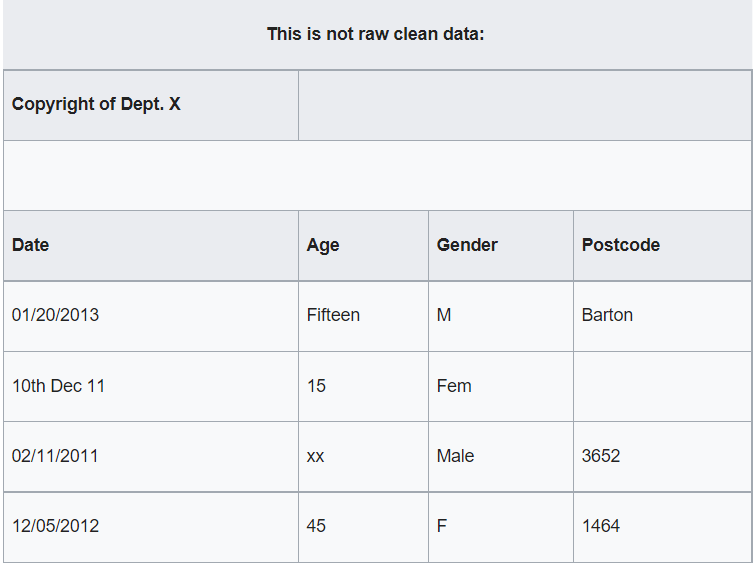 This is not raw clean data:
Copyright of Dept. X
Date Age Gender Postcode
01/20/2013 Fifteen M Barton
10th Dec 11 15 Fem
02/11/2011 xx Male 3652
12/05/2012 45 F 1464